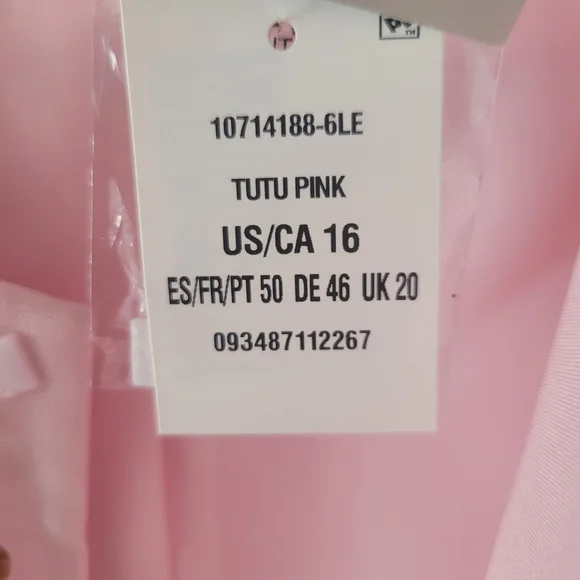 10714188-6LE
TUTU PINK
US/CA 16
ES/FR/PT 50 DE 46 UK 20
093487112267